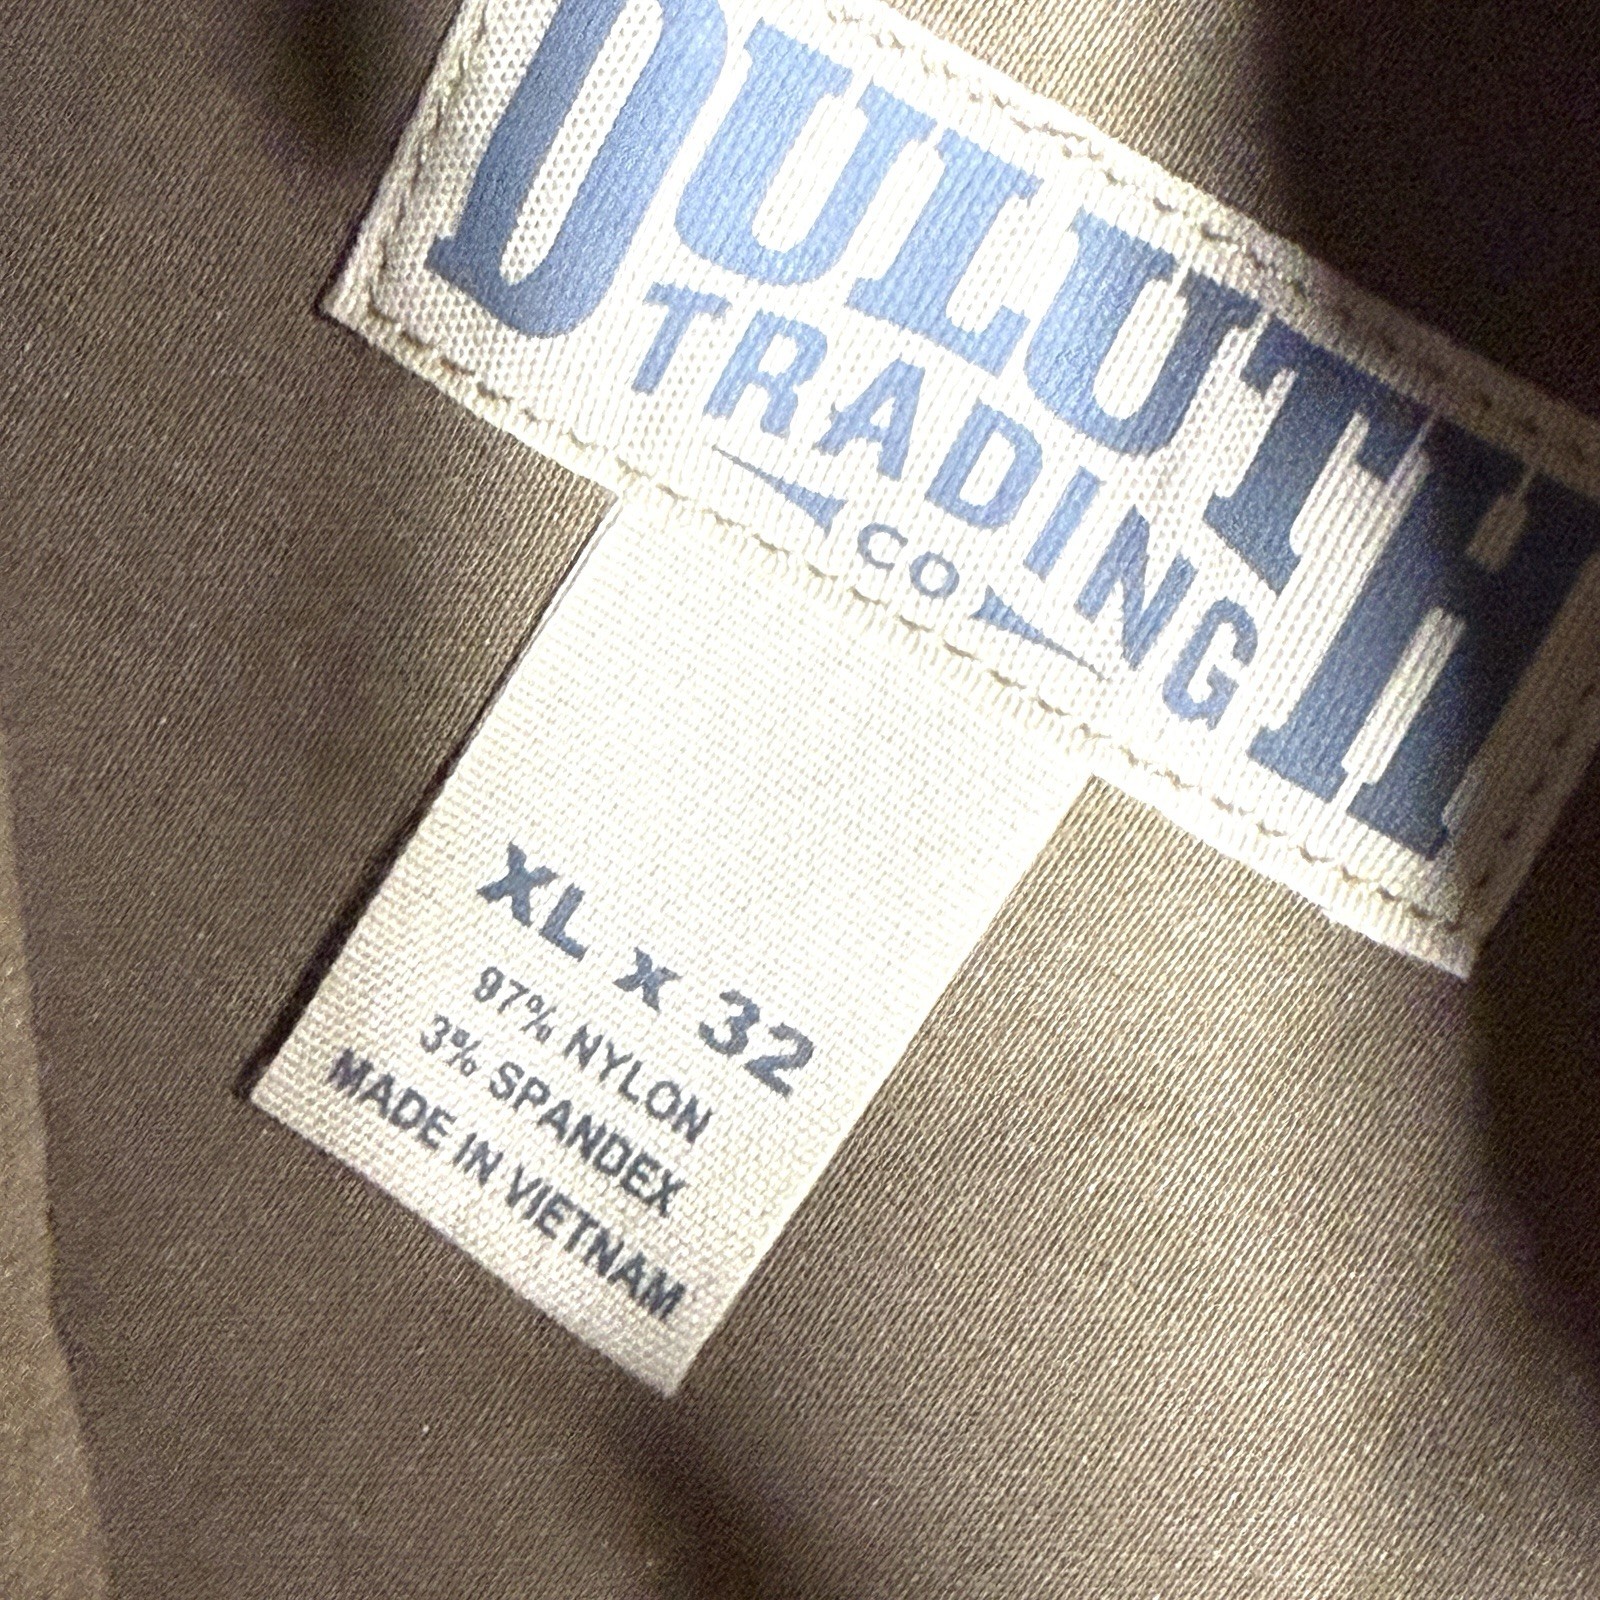 DULUTH
TRADING
CO
XL x 32
97% NYLON
3% SPANDEX
MADE IN VIETNAM